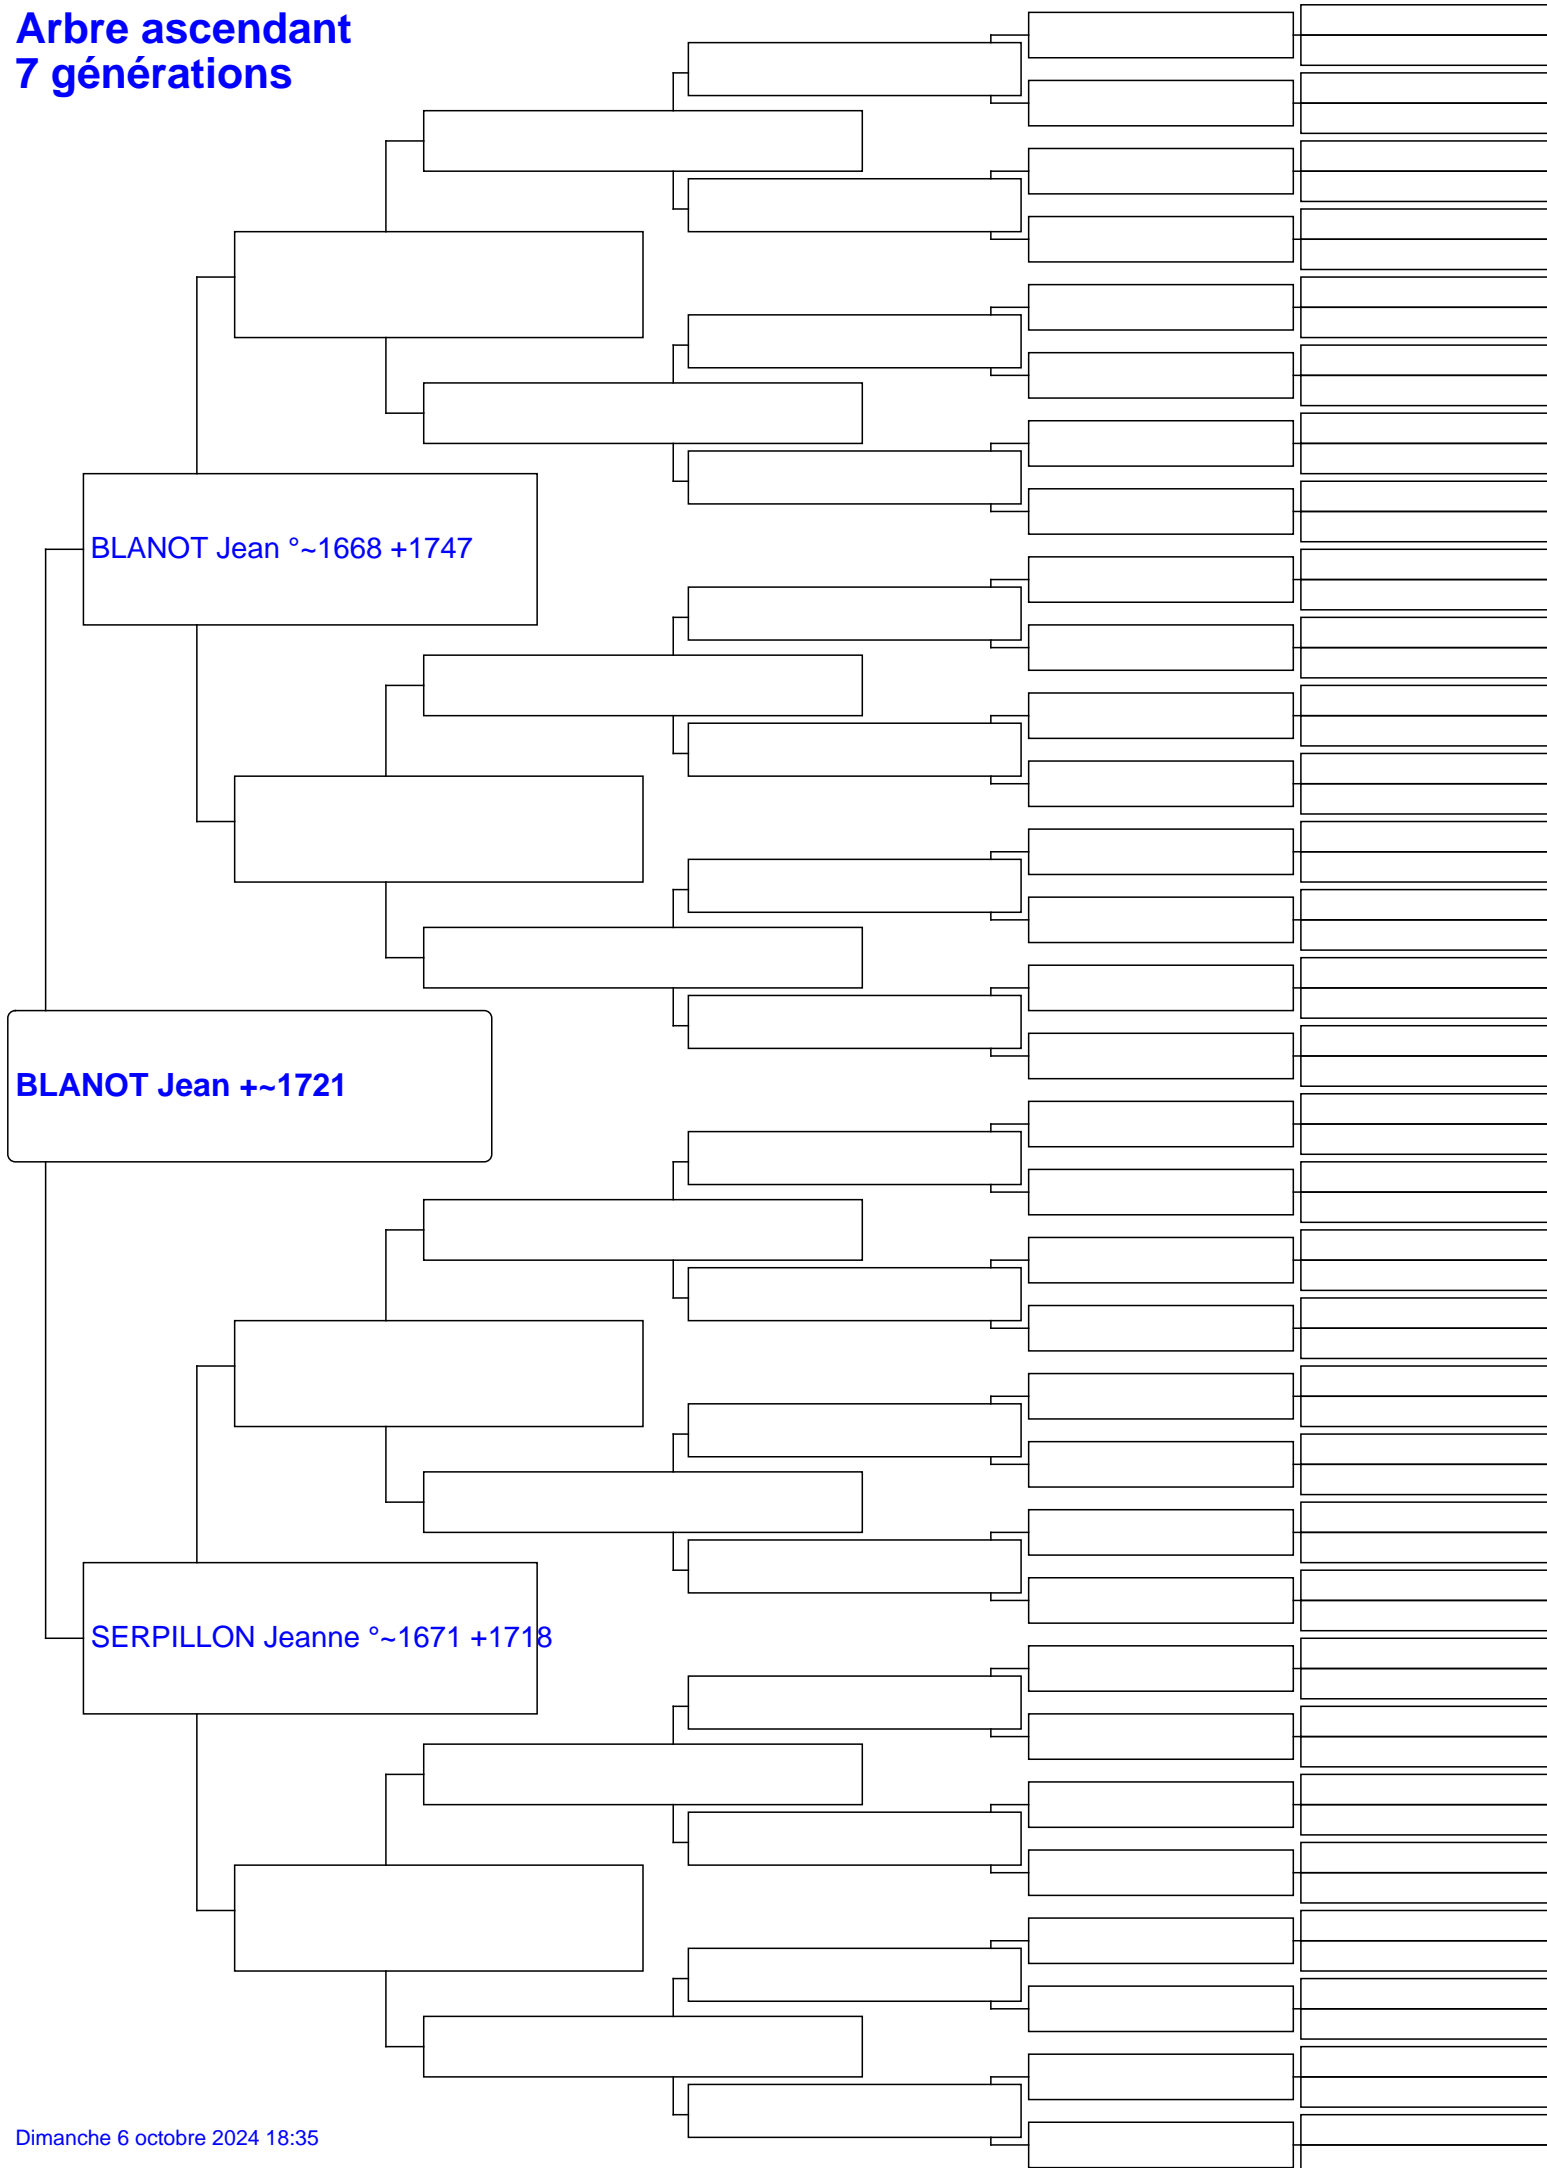 Arbre ascendant
7 générations
BLANOT Jean °~1668 +1747
BLANOT Jean +~1721
SERPILLON Jeanne °~1671 +1718
Dimanche 6 octobre 2024 18:35